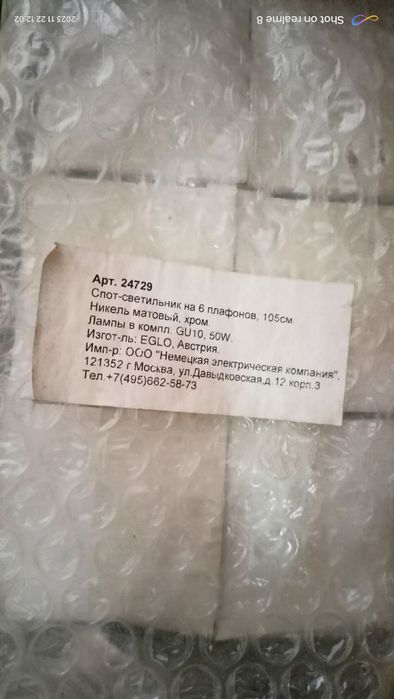 Shot on realme 8
2023.11.22 12:02
Арт. 24729
Спот-светильник на 6 плафонов, 105см.
Никель матовый, хром.
Лампы в компл. GU10, 50W.
Изгот-ль: EGLO, Австрия.
Имп-р: ООО "Немецкая электрическая компания",
121352 г Москва, ул.Давыдковская,д.12 корп.3
Тел.+7(495)662-58-73